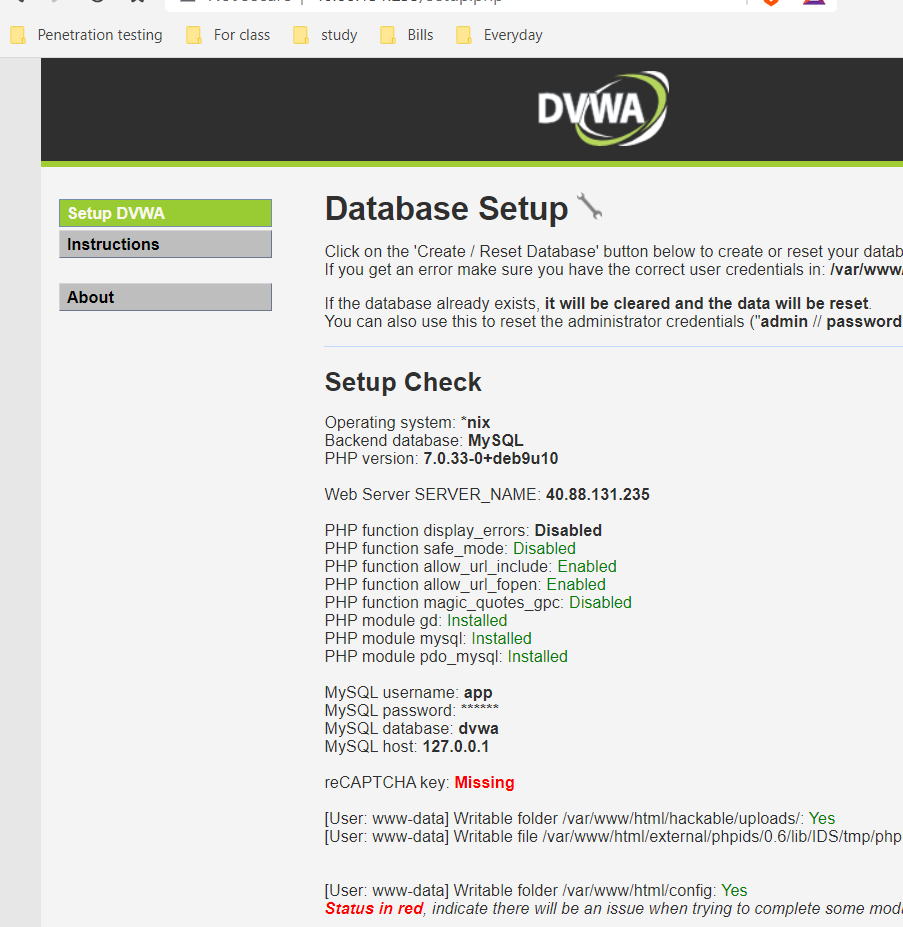 Penetration testing For class study Bills Everyday
DVWA
Setup DVWA
Instructions
About
Database Setup
Click on the 'Create / Reset Database' button below to create or reset your datab
If you get an error make sure you have the correct user credentials in: /var/www/
If the database already exists, it will be cleared and the data will be reset.
You can also use this to reset the administrator credentials ("admin // password
Setup Check
Operating system: *nix
Backend database: MySQL
PHP version: 7.0.33-0+deb9u10
Web Server SERVER_NAME: 40.88.131.235
PHP function display_errors: Disabled
PHP function safe_mode: Disabled
PHP function allow_url_include: Enabled
PHP function allow_url_fopen: Enabled
PHP function magic_quotes_gpc: Disabled
PHP module gd: Installed
PHP module mysql: Installed
PHP module pdo_mysql: Installed
MySQL username: app
MySQL password: ******
MySQL database: dvwa
MySQL host: 127.0.0.1
reCAPTCHA key: Missing
[User: www-data] Writable folder /var/www/html/hackable/uploads/: Yes
[User: www-data] Writable file /var/www/html/external/phpids/0.6/lib/IDS/tmp/php
[User: www-data] Writable folder /var/www/html/config: Yes
Status in red, indicate there will be an issue when trying to complete some mod